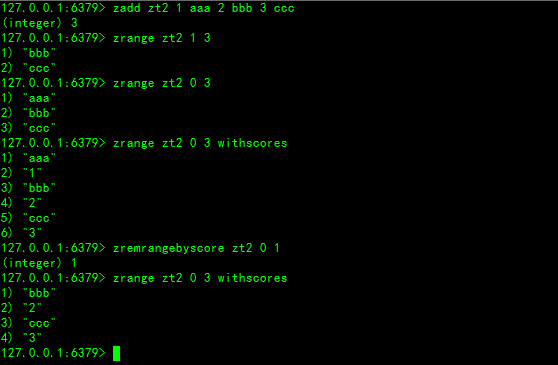 127.0.0.1:6379> zadd zt2 1 aaa 2 bbb 3 ccc
(integer) 3
127.0.0.1:6379> zrange zt2 1 3
1) "bbb"
2) "ccc"
127.0.0.1:6379> zrange zt2 0 3
1) "aaa"
2) "bbb"
3) "ccc"
127.0.0.1:6379> zrange zt2 0 3 withscores
1) "aaa"
2) "1"
3) "bbb"
4) "2"
5) "ccc"
6) "3"
127.0.0.1:6379> zremrangebyscore zt2 0 1
(integer) 1
127.0.0.1:6379> zrange zt2 0 3 withscores
1) "bbb"
2) "2"
3) "ccc"
4) "3"
127.0.0.1:6379>